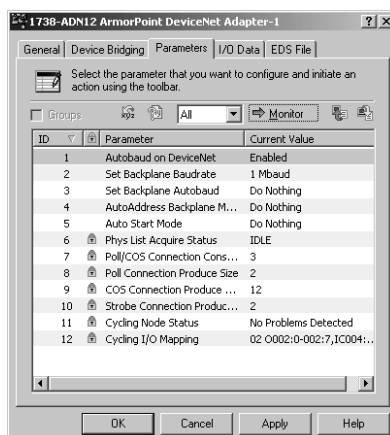 1738-ADN12 ArmorPoint DeviceNet Adapter-1 ? X
General Device Bridging Parameters I/O Data EDS File
Select the parameter that you want to configure and initiate an
action using the toolbar.
Groups All Monitor
ID Parameter Current Value
1 Autobaud on DeviceNet Enabled
2 Set Backplane Baudrate 1 Mbaud
3 Set Backplane Autobaud Do Nothing
4 AutoAddress Backplane M... Do Nothing
5 Auto Start Mode Do Nothing
6 Phys List Acquire Status IDLE
7 Poll/COS Connection Cons... 3
8 Poll Connection Produce Size 2
9 COS Connection Produce ... 12
10 Strobe Connection Produc... 2
11 Cycling Node Status No Problems Detected
12 Cycling I/O Mapping 02 O002:0-002:7,IC004:
OK Cancel Apply Help